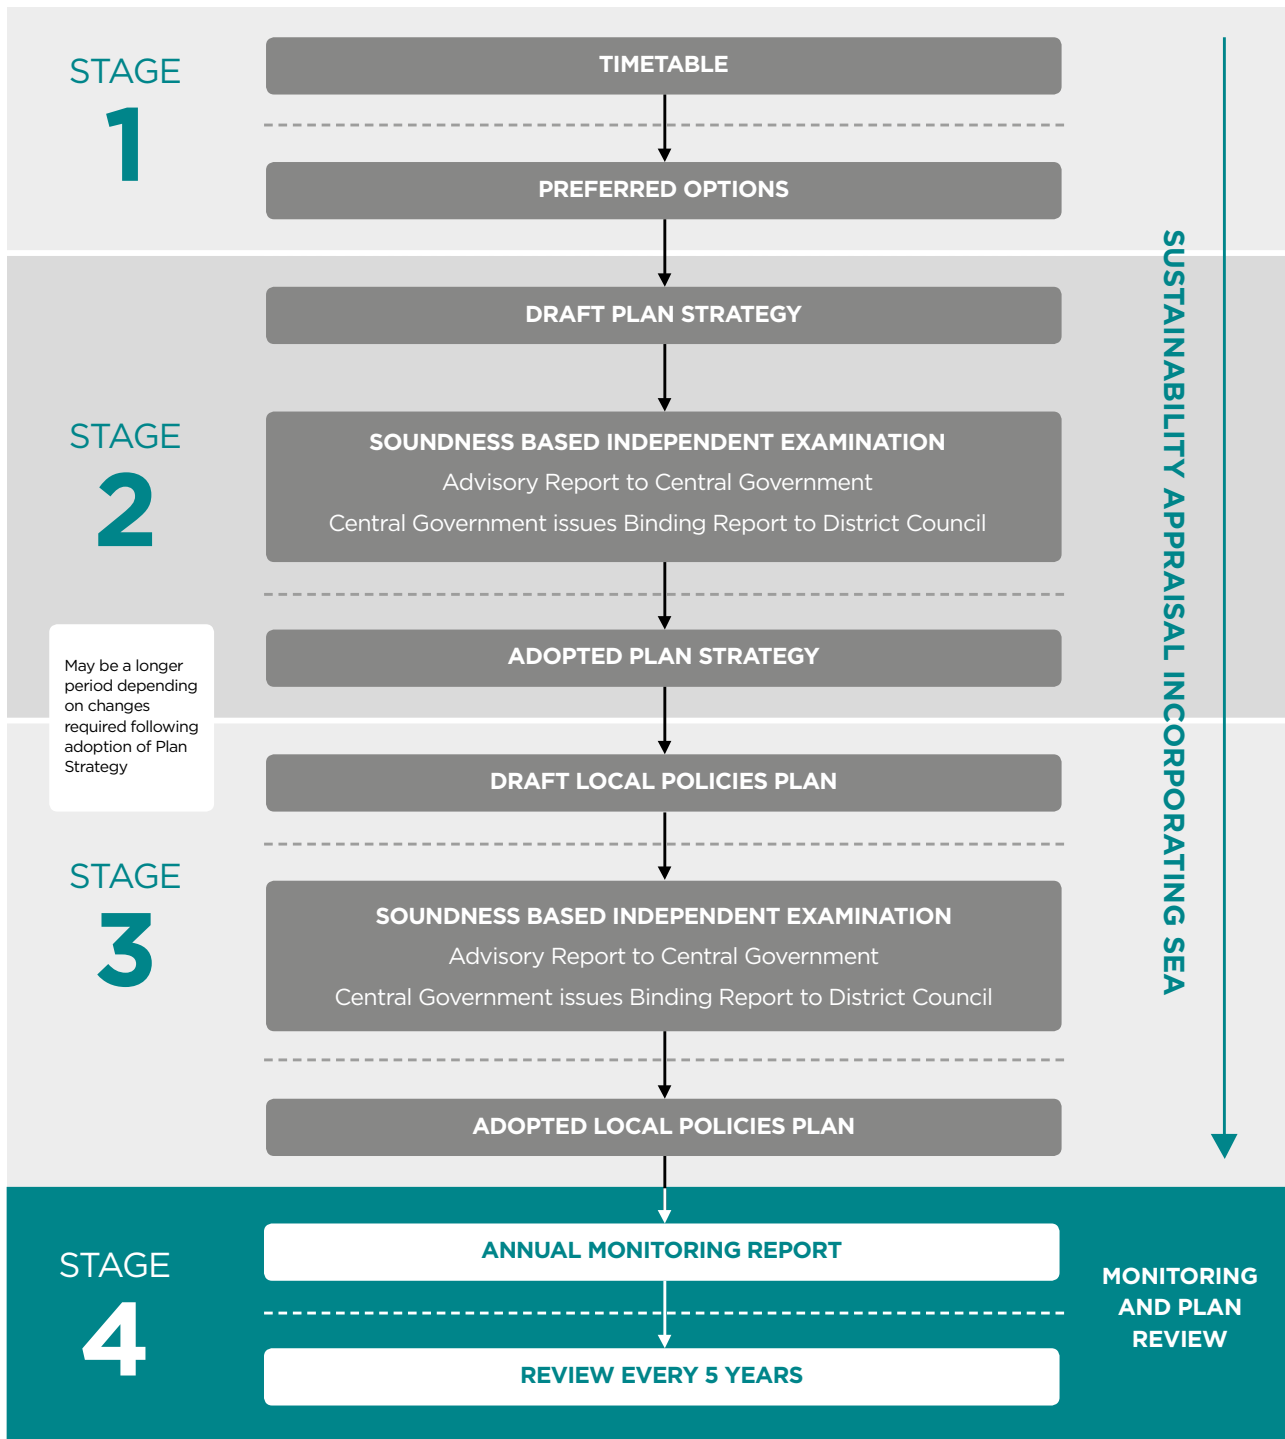 STAGE
1
TIMETABLE
PREFERRED OPTIONS
STAGE
2
DRAFT PLAN STRATEGY
SOUNDNESS BASED INDEPENDENT EXAMINATION
Advisory Report to Central Government
Central Government issues Binding Report to District Council
ADOPTED PLAN STRATEGY
May be a longer
period depending
on changes
required following
adoption of Plan
Strategy
STAGE
3
DRAFT LOCAL POLICIES PLAN
SOUNDNESS BASED INDEPENDENT EXAMINATION
Advisory Report to Central Government
Central Government issues Binding Report to District Council
ADOPTED LOCAL POLICIES PLAN
SUSTAINABILITY APPRAISAL INCORPORATING SEA
STAGE
4
ANNUAL MONITORING REPORT
REVIEW EVERY 5 YEARS
MONITORING
AND PLAN
REVIEW